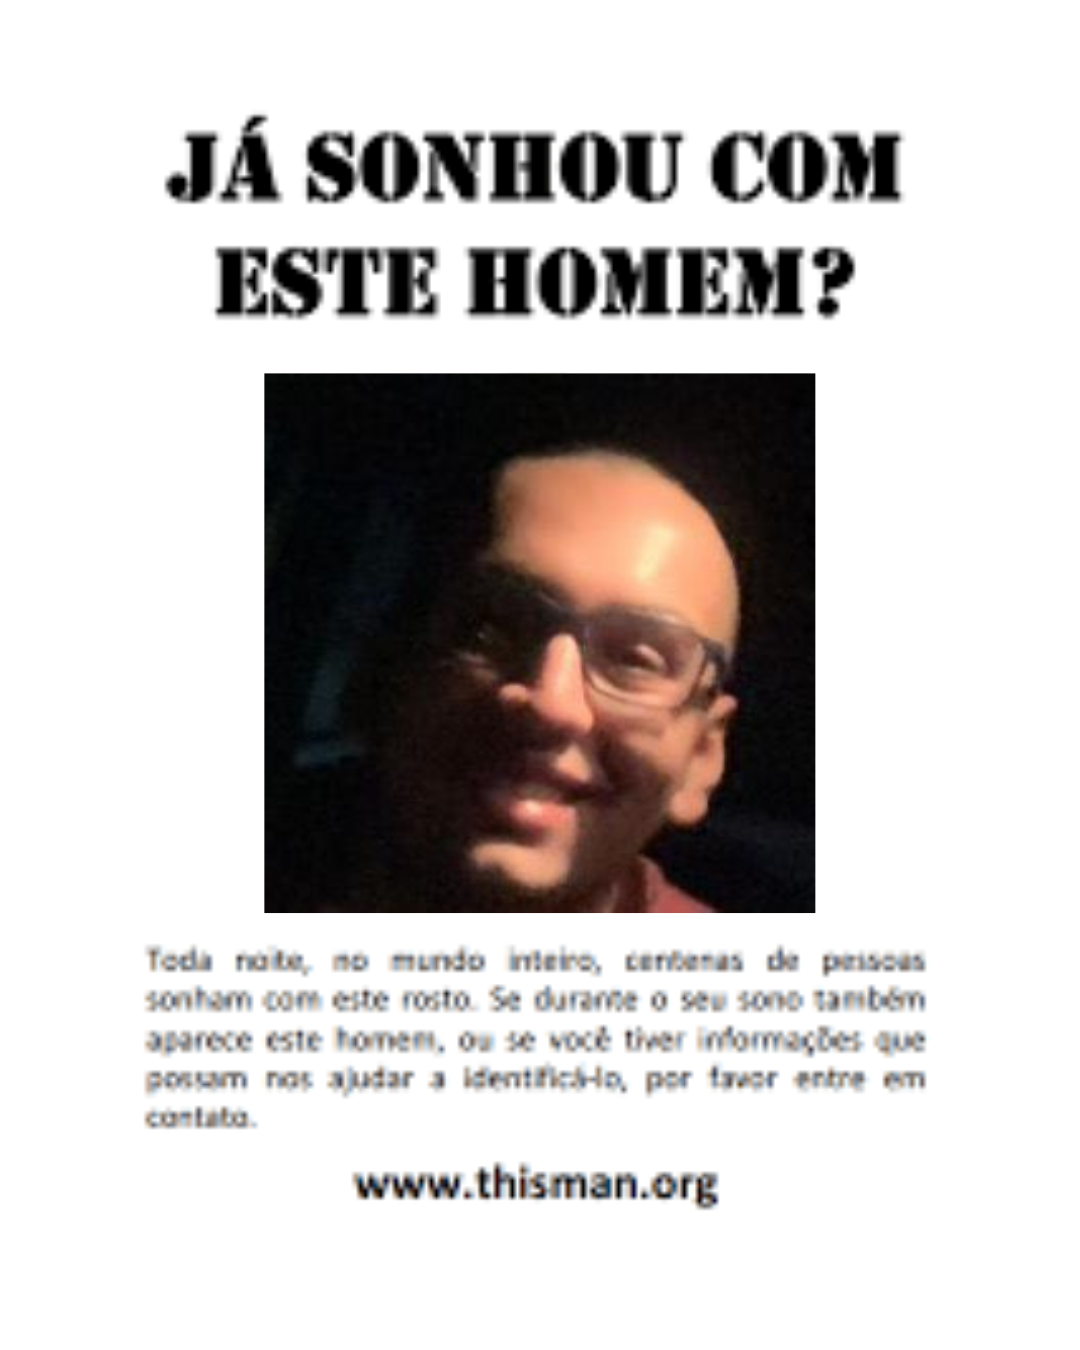 JÁ SONHOU COM
ESTE HOMEM?
Toda noite, no mundo inteiro, centenas de pessoas
sonham com este rosto. Se durante o seu sono também
aparece este homem, ou se você tiver informações que
possam nos ajudar a identificá-lo, por favor entre em
contato.
www.thisman.org